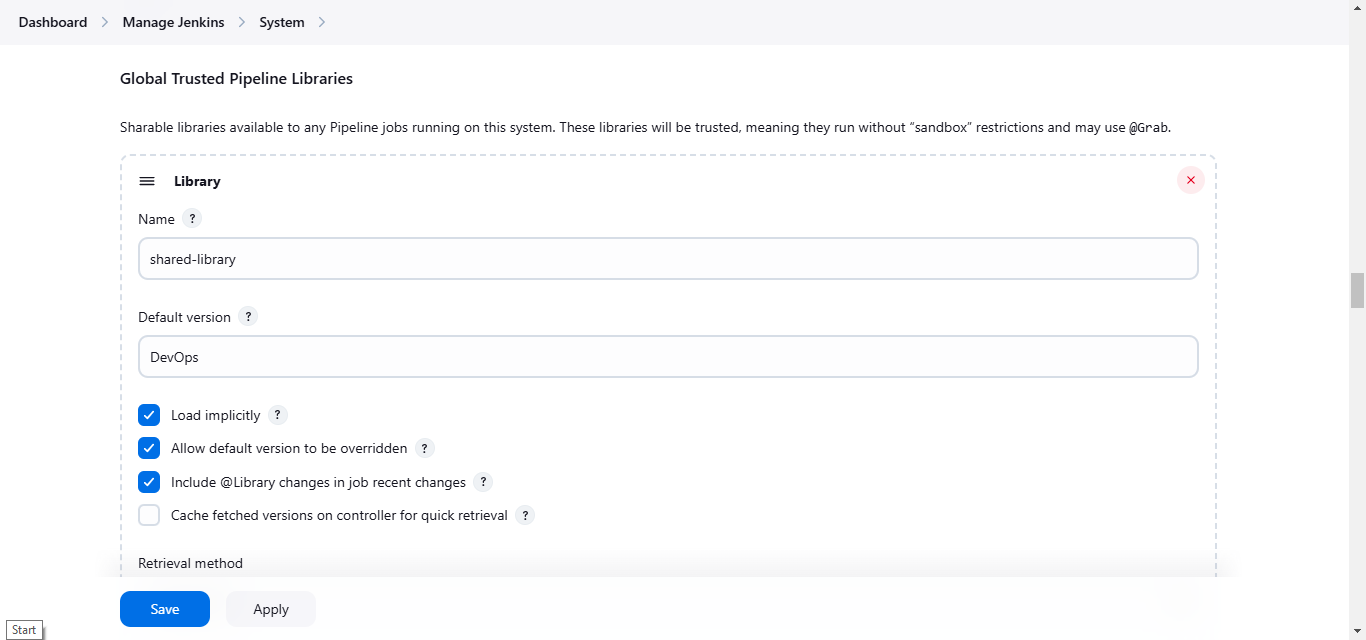 Dashboard > Manage Jenkins > System >
Global Trusted Pipeline Libraries
Sharable libraries available to any Pipeline jobs running on this system. These libraries will be trusted, meaning they run without “sandbox” restrictions and may use @Grab.
Library
Name ?
shared-library
Default version ?
DevOps
Load implicitly ?
Allow default version to be overridden ?
Include @Library changes in job recent changes ?
Cache fetched versions on controller for quick retrieval ?
Retrieval method
Save Apply
Start